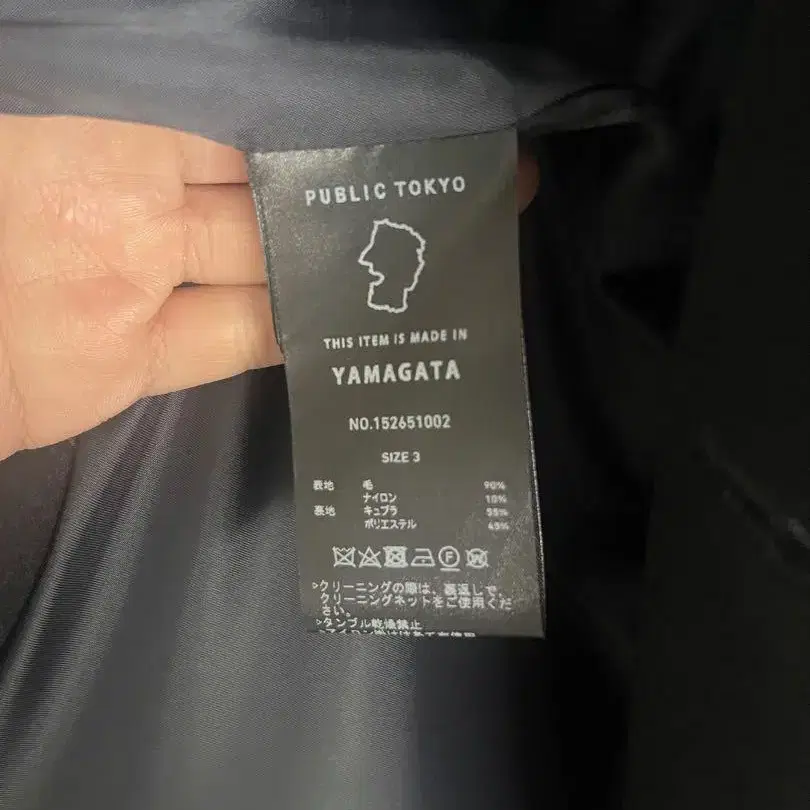 PUBLIC TOKYO
THIS ITEM IS MADE IN
YAMAGATA
NO.152651002
SIZE 3
表地 毛 90%
ナイロン 10%
裏地 キュプラ 55%
ポリエステル 45%
F W
>クリーニングの際は、裏返しで、
クリーニングネットをご使用くだ
さい。
>タンブル乾燥禁止